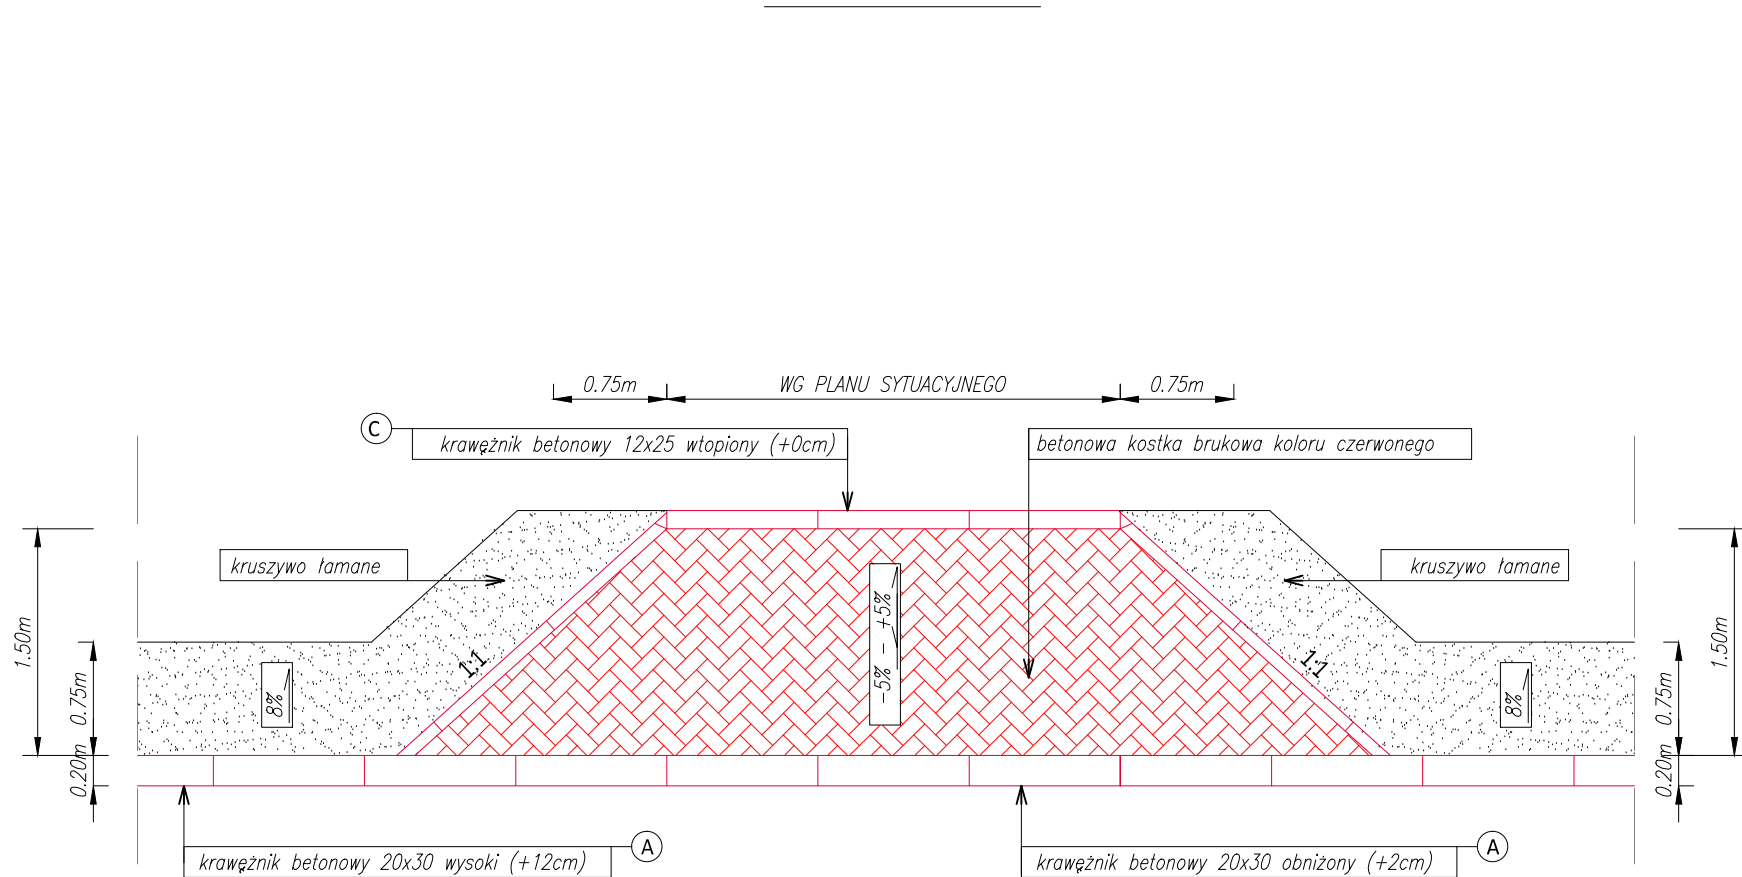 0.75m
WG PLANU SYTUACYJNEGO
0.75m
C
krawężnik betonowy 12x25 wtopiony (+0cm)
betonowa kostka brukowa koloru czerwonego
kruszywo łamane
kruszywo łamane
1.50m
0.75m
0.20m
8%
1:1
-5% - +5%
1:1
8%
1.50m
0.75m
0.20m
krawężnik betonowy 20x30 wysoki (+12cm)
A
krawężnik betonowy 20x30 obniżony (+2cm)
A